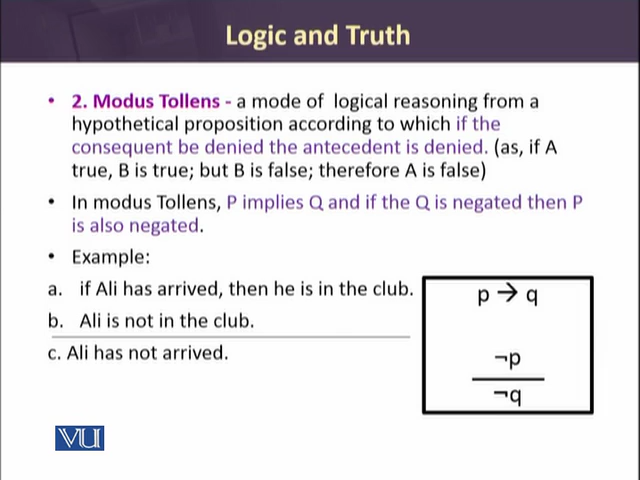 Logic and Truth
• 2. Modus Tollens - a mode of logical reasoning from a
hypothetical proposition according to which if the
consequent be denied the antecedent is denied. (as, if A
true, B is true; but B is false; therefore A is false)
• In modus Tollens, P implies Q and if the Q is negated then P
is also negated.
• Example:
a. if Ali has arrived, then he is in the club.
b. Ali is not in the club.
c. Ali has not arrived.
p → q
¬p
¬q
VU